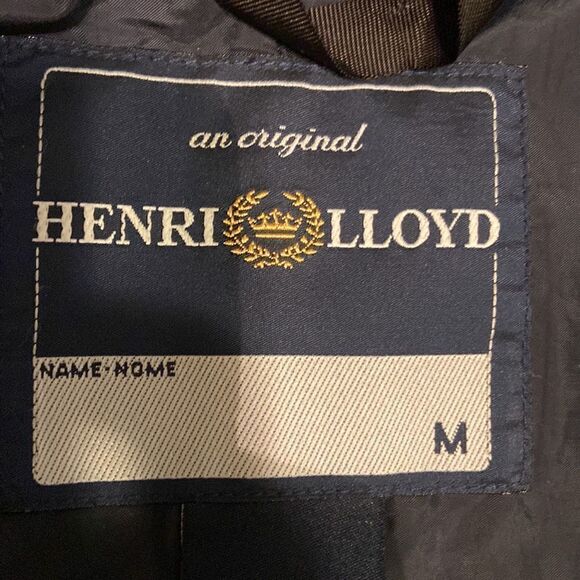 an original
HENRI LLOYD
NAME-NOME
M